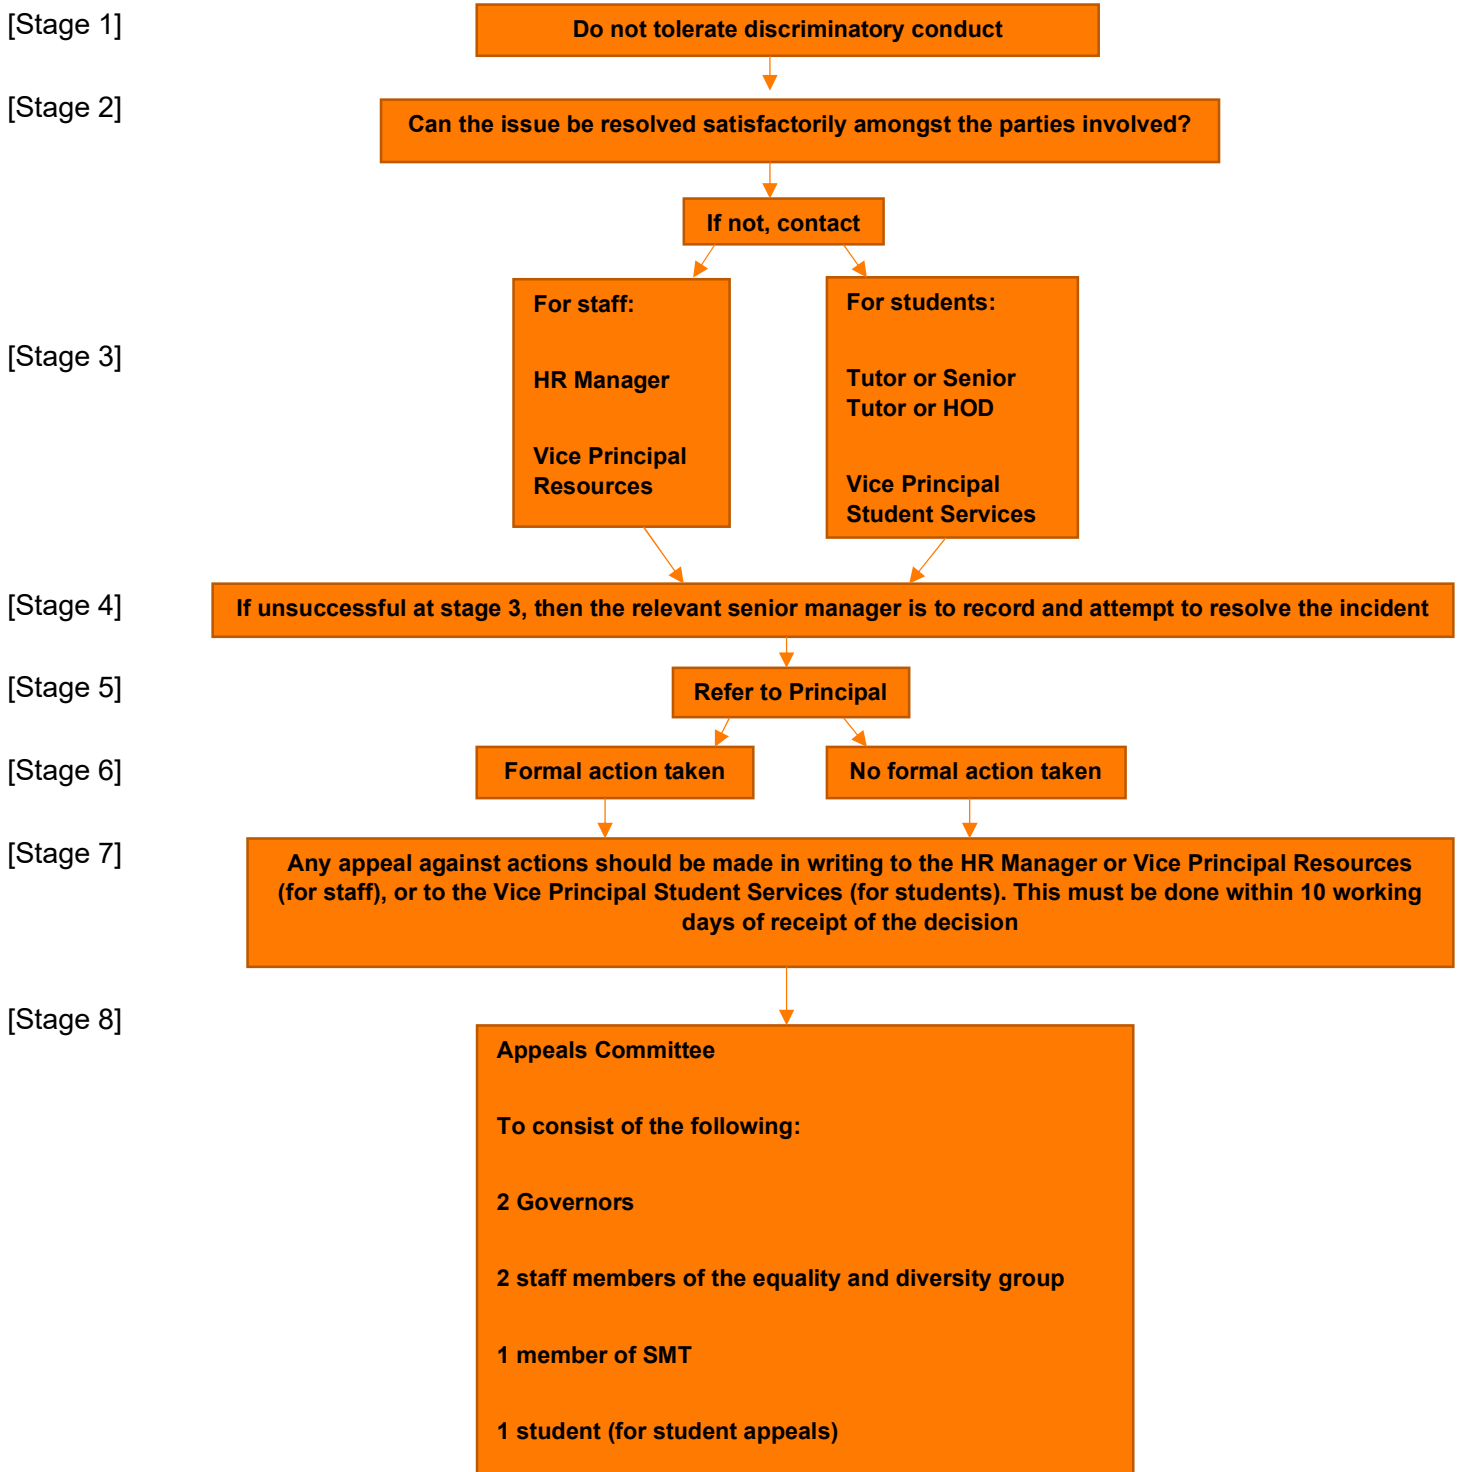 [Stage 1]
Do not tolerate discriminatory conduct
[Stage 2]
Can the issue be resolved satisfactorily amongst the parties involved?
If not, contact
[Stage 3]
For staff:
HR Manager
Vice Principal
Resources
For students:
Tutor or Senior
Tutor or HOD
Vice Principal
Student Services
[Stage 4]
If unsuccessful at stage 3, then the relevant senior manager is to record and attempt to resolve the incident
[Stage 5]
Refer to Principal
[Stage 6]
Formal action taken
No formal action taken
[Stage 7]
Any appeal against actions should be made in writing to the HR Manager or Vice Principal Resources
(for staff), or to the Vice Principal Student Services (for students). This must be done within 10 working
days of receipt of the decision
[Stage 8]
Appeals Committee
To consist of the following:
2 Governors
2 staff members of the equality and diversity group
1 member of SMT
1 student (for student appeals)